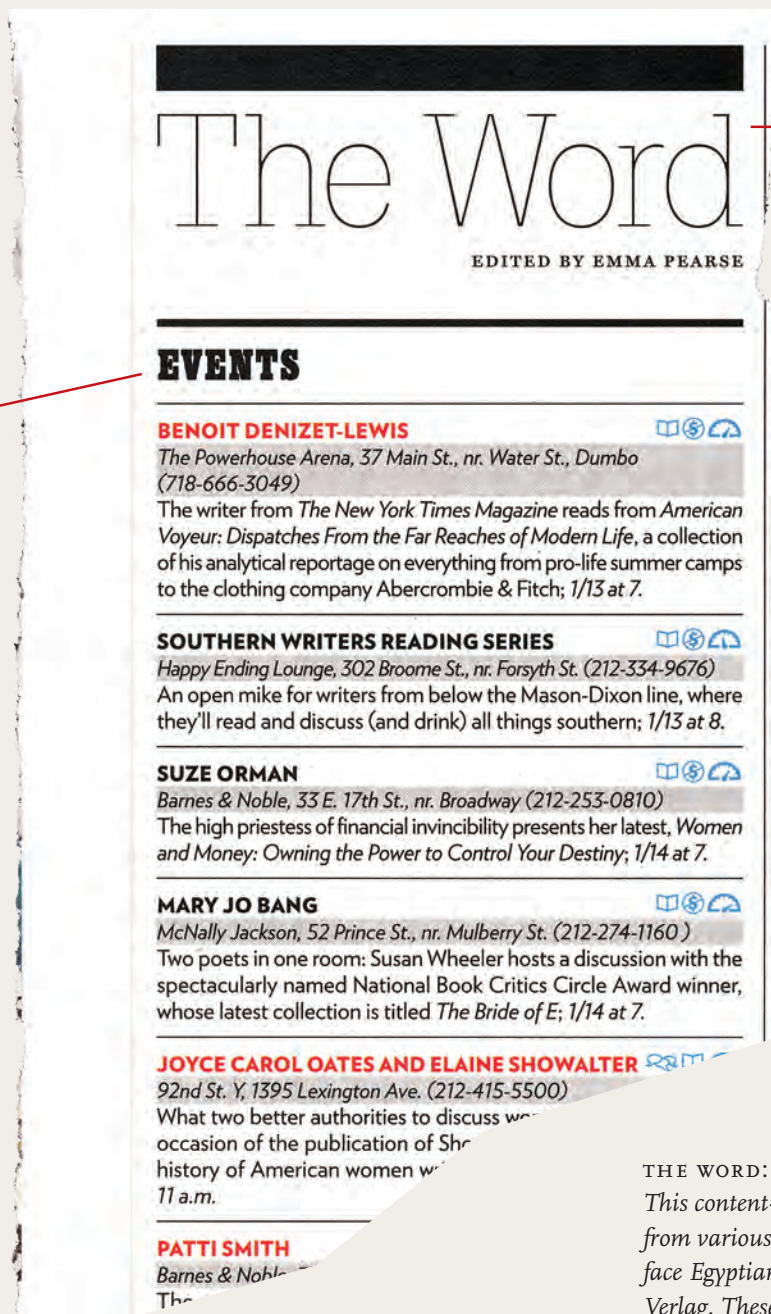 The Word
EDITED BY EMMA PEARSE
EVENTS
BENOIT DENIZET-LEWIS
The Powerhouse Arena, 37 Main St., nr. Water St., Dumbo
(718-666-3049)
The writer from The New York Times Magazine reads from American
Voyeur: Dispatches From the Far Reaches of Modern Life, a collection
of his analytical reportage on everything from pro-life summer camps
to the clothing company Abercrombie & Fitch; 1/13 at 7.
SOUTHERN WRITERS READING SERIES
Happy Ending Lounge, 302 Broome St., nr. Forsyth St. (212-334-9676)
An open mike for writers from below the Mason-Dixon line, where
they'll read and discuss (and drink) all things southern; 1/13 at 8.
SUZE ORMAN
Barnes & Noble, 33 E. 17th St., nr. Broadway (212-253-0810)
The high priestess of financial invincibility presents her latest, Women
and Money: Owning the Power to Control Your Destiny; 1/14 at 7.
MARY JO BANG
McNally Jackson, 52 Prince St., nr. Mulberry St. (212-274-1160 )
Two poets in one room: Susan Wheeler hosts a discussion with the
spectacularly named National Book Critics Circle Award winner,
whose latest collection is titled The Bride of E; 1/14 at 7.
JOYCE CAROL OATES AND ELAINE SHOWALTER
92nd St. Y, 1395 Lexington Ave. (212-415-5500)
What two better authorities to discuss
occasion of the publication of
history of American women
11 a.m.
PATTI SMITH
Barnes & Noble
THE WORD:
This content-
from various
face Egyptian
Verlag. These